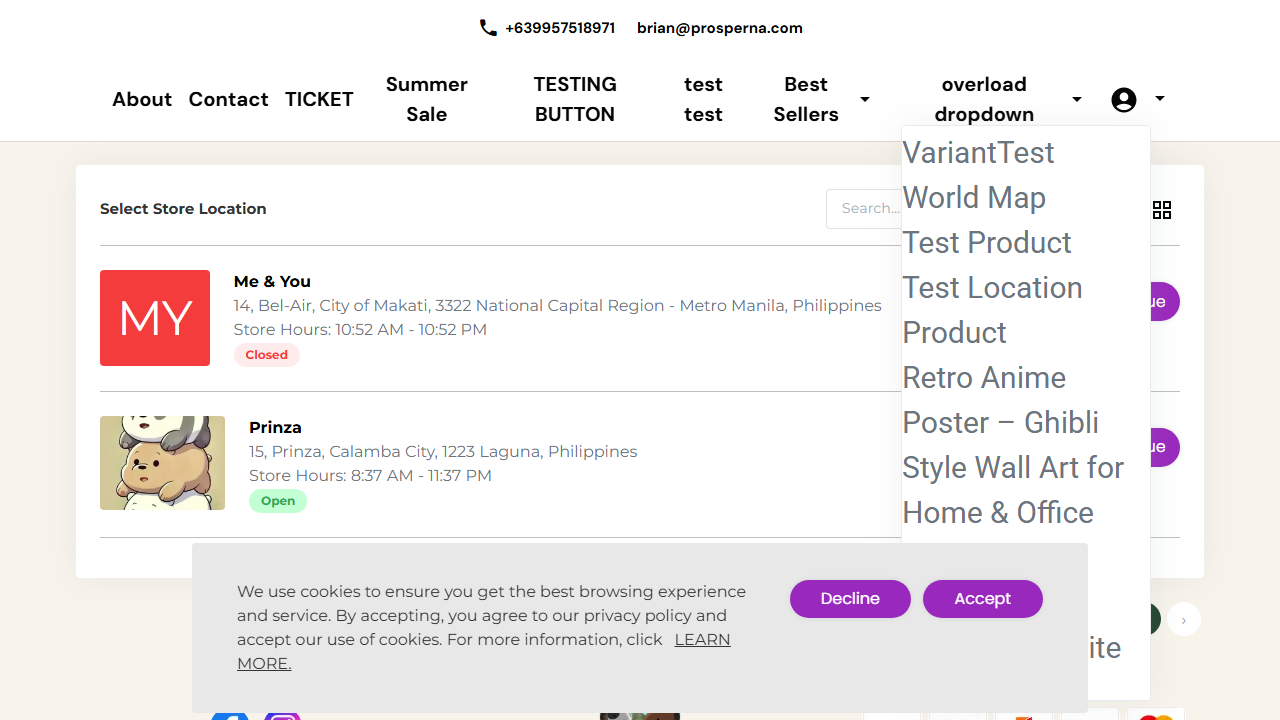 +639957518971 brian@prosperna.com
About Contact TICKET Summer Sale TESTING BUTTON test test Best Sellers overload dropdown
VariantTest
World Map
Test Product
Test Location
Product
Retro Anime
Poster – Ghibli
Style Wall Art for
Home & Office
Select Store Location
Search...
MY
Me & You
14, Bel-Air, City of Makati, 3322 National Capital Region - Metro Manila, Philippines
Store Hours: 10:52 AM - 10:52 PM
Closed
Prinza
15, Prinza, Calamba City, 1223 Laguna, Philippines
Store Hours: 8:37 AM - 11:37 PM
Open
We use cookies to ensure you get the best browsing experience
and service. By accepting, you agree to our privacy policy and
accept our use of cookies. For more information, click LEARN
MORE.
Decline
Accept